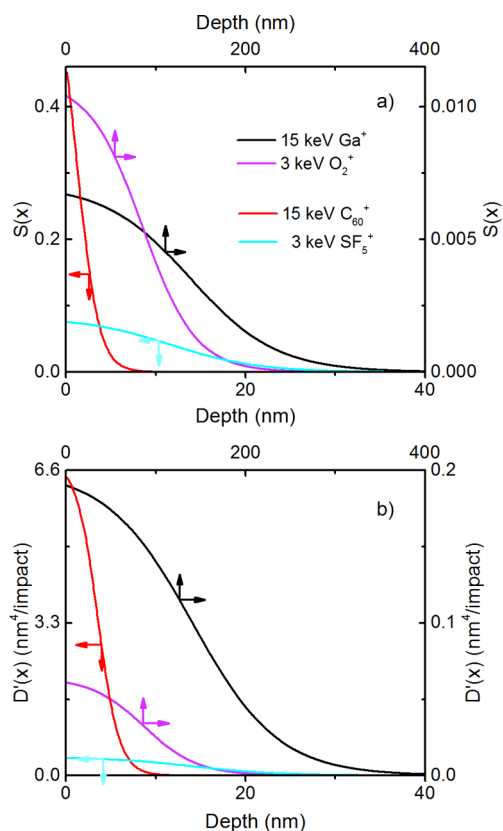 Depth (nm)
0 200 400
a)
0.4
0.2
0.0
S(x)
15 keV Ga⁺
3 keV O₂⁺
15 keV C₆₀⁺
3 keV SF₅⁺
0.010
0.005
0.000
S(x)
0 10 20 30 40
Depth (nm)
0 200 400
b)
6.6
3.3
0.0
D'(x) (nm⁴/impact)
0.2
0.1
0.0
D'(x) (nm⁴/impact)
0 10 20 30 40
Depth (nm)